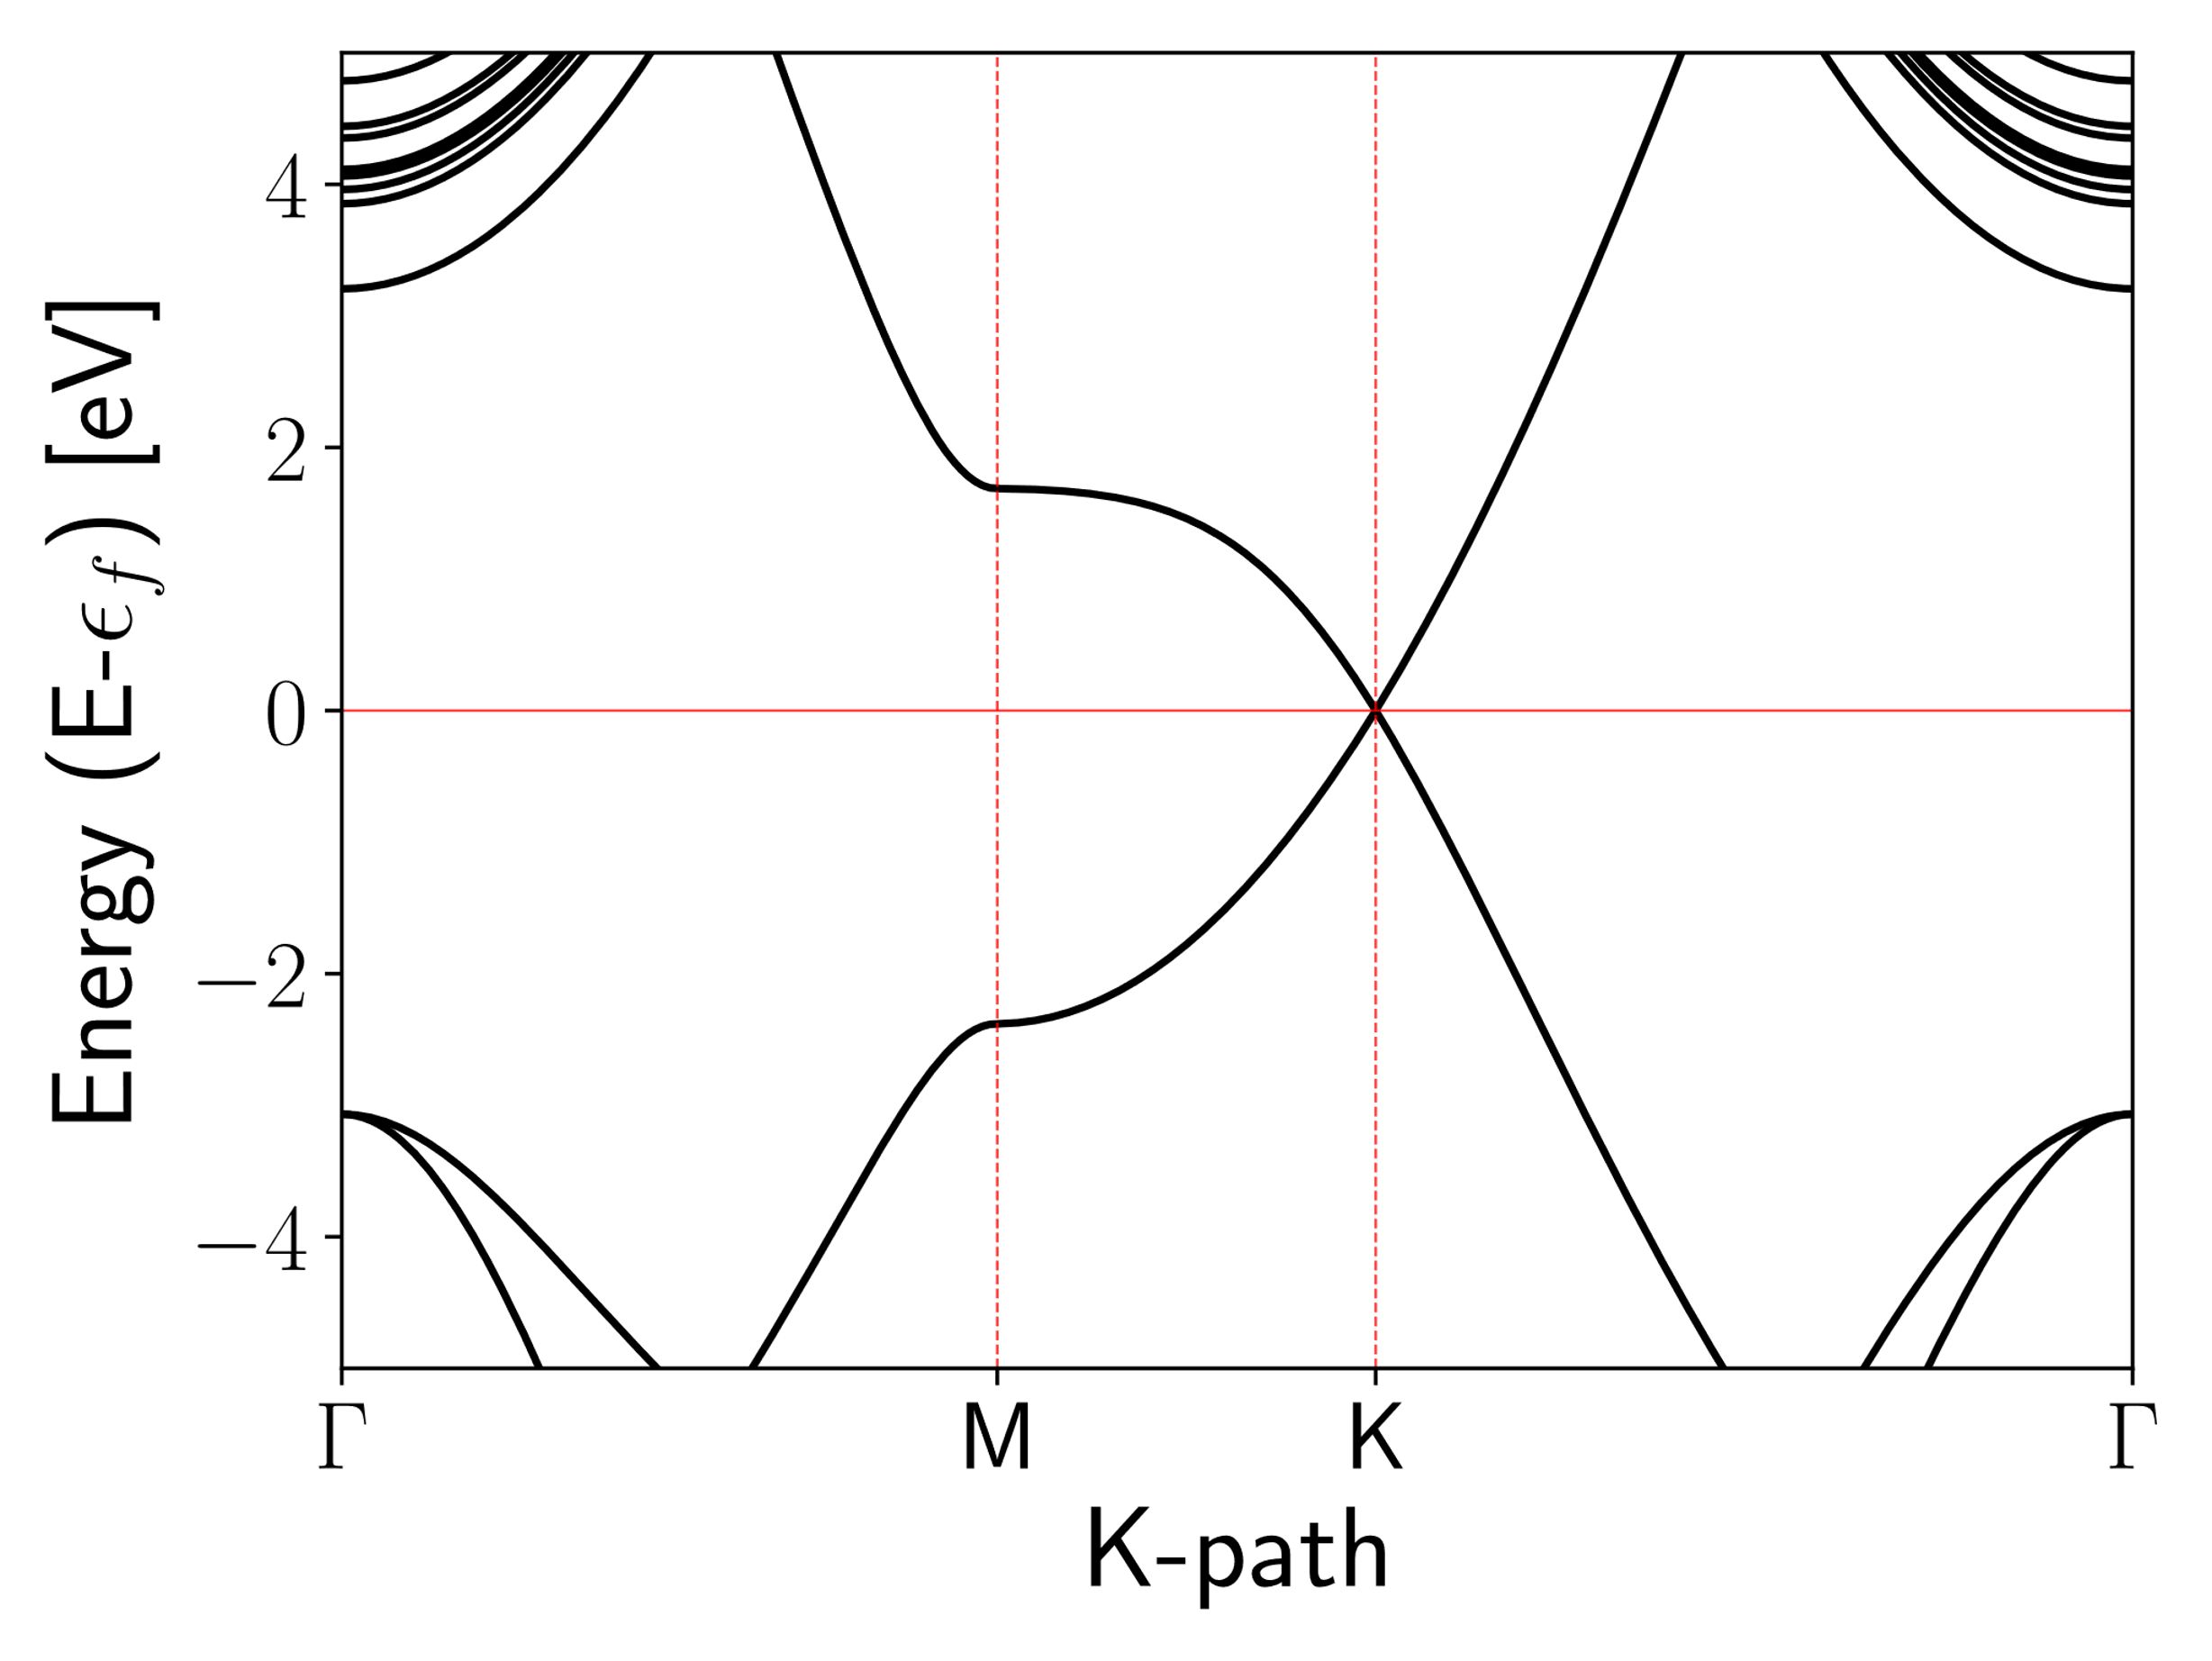 Energy (E-ϵ_f) [eV]
4
2
0
−2
−4
Γ M K Γ
K-path